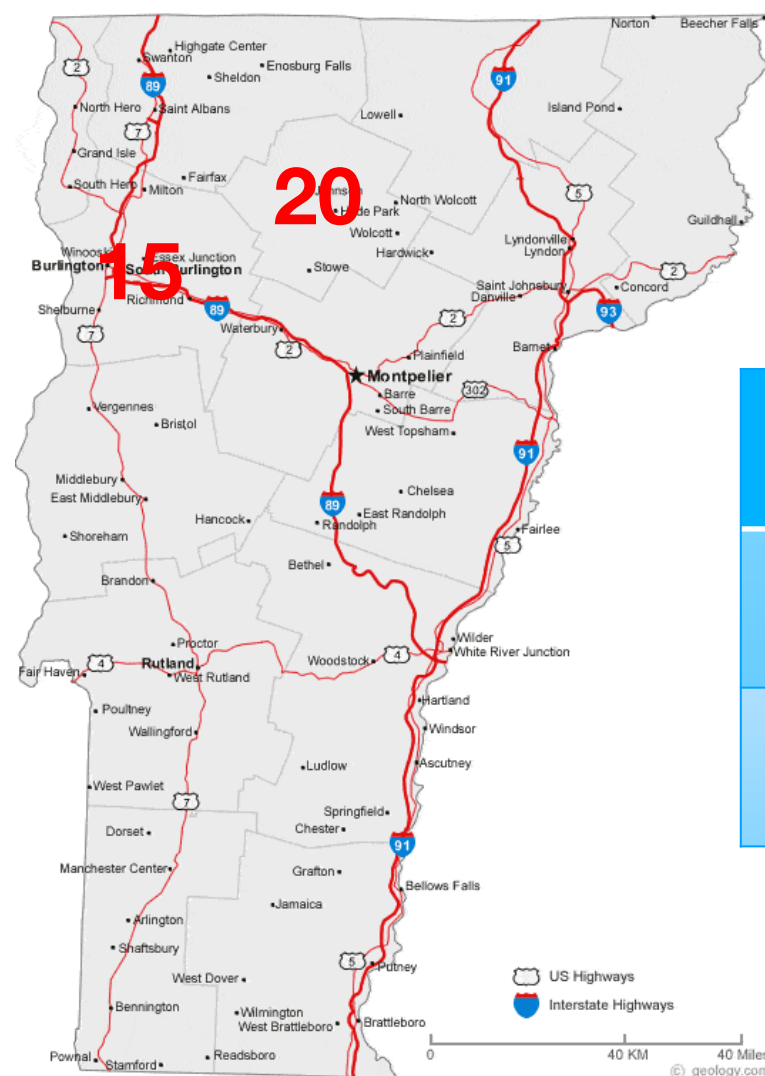 Norton
Beecher Falls
Highgate Center
Swanton
Enosburg Falls
Sheldon
2
89
91
North Hero
Saint Albans
Lowell
Island Pond
7
Grand Isle
South Hero
Fairfax
Milton
20
Johnson
Hyde Park
North Wolcott
5
Guildhall
Wolcott
Lyndonville
Lyndon
Hardwick
Winooski
Essex Junction
Burlington
15
South Burlington
Stowe
2
Richmond
Saint Johnsbury
Danville
Concord
Shelburne
89
93
7
Waterbury
2
2
Barnet
Plainfield
Montpelier
Barre
302
South Barre
Vergennes
Bristol
West Topsham
91
Middlebury
East Middlebury
Chelsea
89
Hancock
East Randolph
Randolph
Shoreham
Fairlee
5
Bethel
Brandon
Proctor
Wilder
4
Rutland
Woodstock
4
White River Junction
Fair Haven
West Rutland
Hartland
Poultney
Windsor
Wallingford
Ludlow
Ascutney
West Pawlet
7
Springfield
Dorset
Chester
91
Manchester Center
Grafton
Bellows Falls
Jamaica
Arlington
Shaftsbury
5
Putney
West Dover
US Highways
Bennington
Wilmington
Interstate Highways
West Brattleboro
Brattleboro
Pownal
Stamford
Readsboro
0
40 KM
40 Miles
(c) geology.com